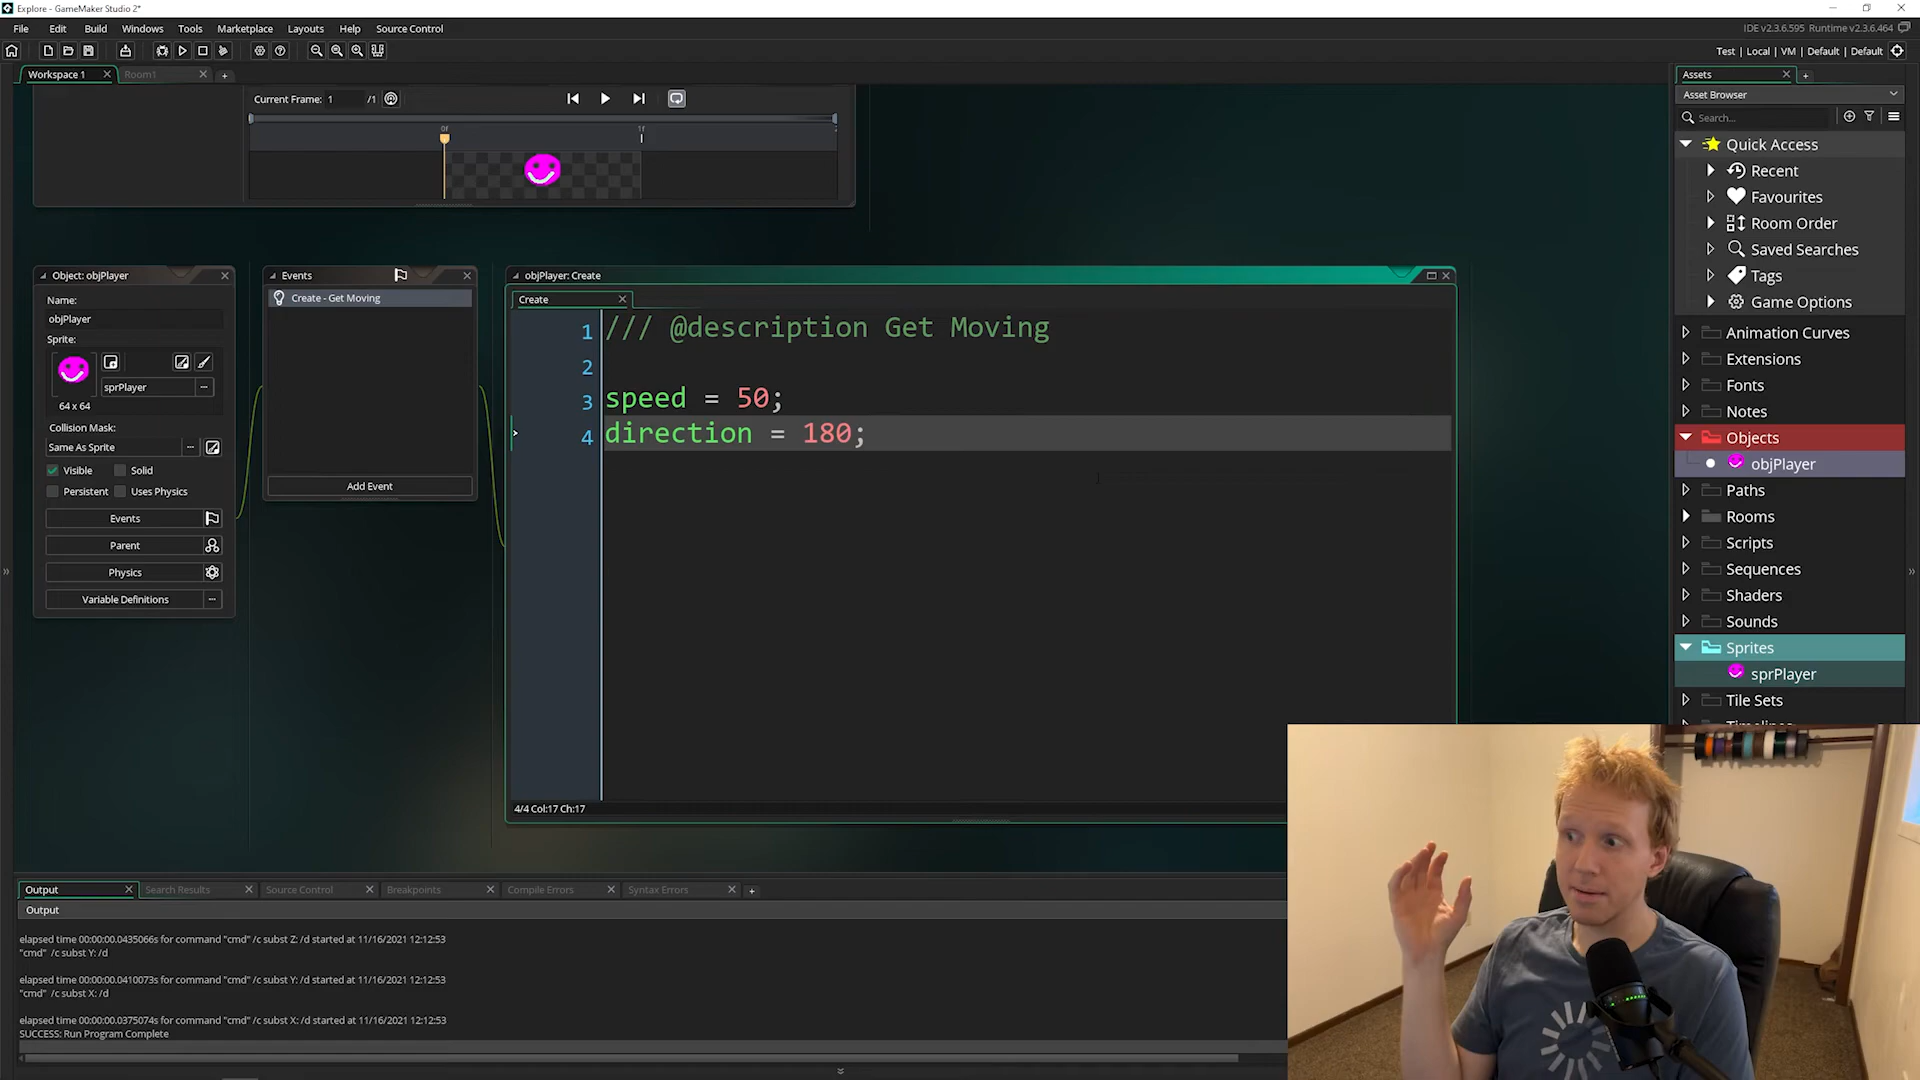 Explore - GameMaker Studio 2*
File Edit Build Windows Tools Marketplace Layouts Help Source Control
IDE v2.3.6.595 Runtime v2.3.6.464
Test | Local | VM | Default | Default
Workspace 1
Room1
Current Frame: 1 /1
0f
1f
Object: objPlayer
Name:
objPlayer
Sprite:
sprPlayer
64 x 64
Collision Mask:
Same As Sprite
Visible
Solid
Persistent
Uses Physics
Events
Parent
Physics
Variable Definitions
Events
Create - Get Moving
Add Event
objPlayer: Create
Create
1 /// @description Get Moving
2
3 speed = 50;
4 direction = 180;
4/4 Col:17 Ch:17
Assets
Asset Browser
Search...
Quick Access
Recent
Favourites
Room Order
Saved Searches
Tags
Game Options
Animation Curves
Extensions
Fonts
Notes
Objects
objPlayer
Paths
Rooms
Scripts
Sequences
Shaders
Sounds
Sprites
sprPlayer
Tile Sets
Timelines
Output
Search Results
Source Control
Breakpoints
Compile Errors
Syntax Errors
Output
elapsed time 00:00:00.0435066s for command "cmd" /c subst Z: /d started at 11/16/2021 12:12:53
"cmd" /c subst Y: /d
elapsed time 00:00:00.0410073s for command "cmd" /c subst Y: /d started at 11/16/2021 12:12:53
"cmd" /c subst X: /d
elapsed time 00:00:00.0375074s for command "cmd" /c subst X: /d started at 11/16/2021 12:12:53
SUCCESS: Run Program Complete